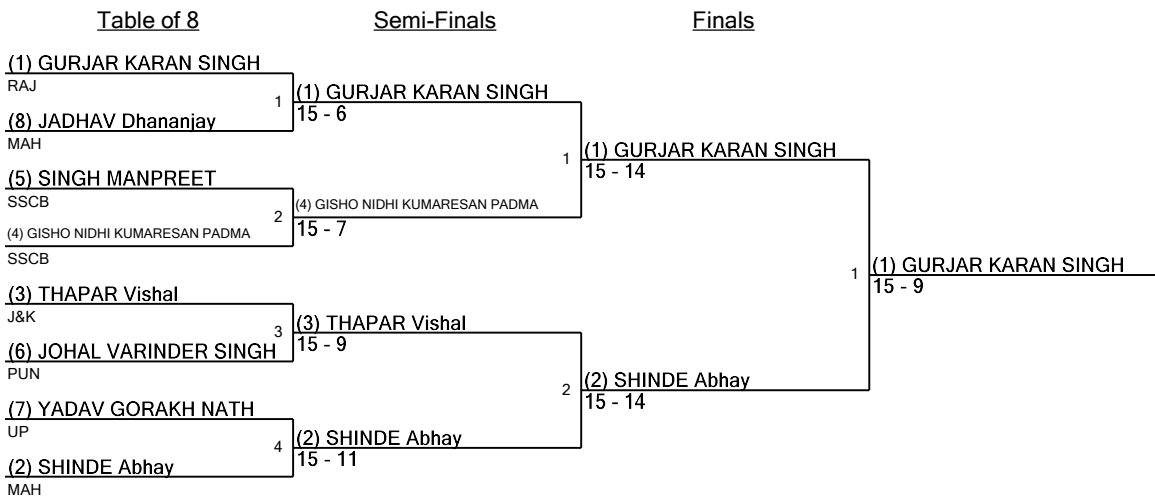 Table of 8 Semi-Finals Finals
(1) GURJAR KARAN SINGH
RAJ
1
(1) GURJAR KARAN SINGH
15 - 6
(8) JADHAV Dhananjay
MAH
1
(1) GURJAR KARAN SINGH
15 - 14
(5) SINGH MANPREET
SSCB
2
(4) GISHO NIDHI KUMARESAN PADMA
15 - 7
(4) GISHO NIDHI KUMARESAN PADMA
SSCB
1
(1) GURJAR KARAN SINGH
15 - 9
(3) THAPAR Vishal
J&K
3
(3) THAPAR Vishal
15 - 9
(6) JOHAL VARINDER SINGH
PUN
2
(2) SHINDE Abhay
15 - 14
(7) YADAV GORAKH NATH
UP
4
(2) SHINDE Abhay
15 - 11
(2) SHINDE Abhay
MAH